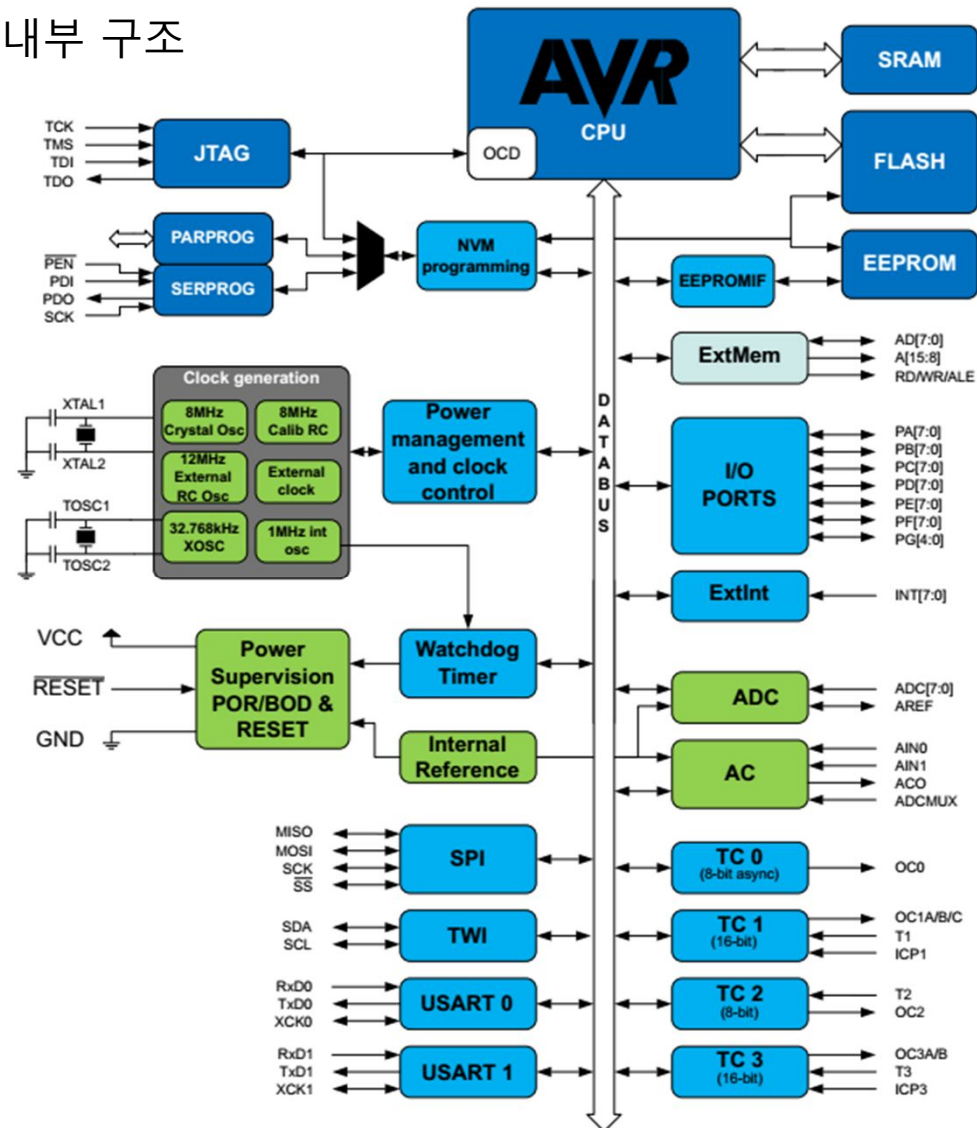 내부 구조
AVR
CPU
OCD
SRAM
FLASH
EEPROM
TCK
TMS
TDI
TDO
JTAG
PARPROG
PEN
PDI
PDO
SCK
SERPROG
NVM
programming
EEPROMIF
ExtMem
AD[7:0]
A[15:8]
RD/WR/ALE
Clock generation
8MHz
Crystal Osc
8MHz
Calib RC
12MHz
External
RC Osc
External
clock
32.768kHz
XOSC
1MHz int
osc
XTAL1
XTAL2
TOSC1
TOSC2
Power
management
and clock
control
DATABUS
I/O
PORTS
PA[7:0]
PB[7:0]
PC[7:0]
PD[7:0]
PE[7:0]
PF[7:0]
PG[4:0]
ExtInt
INT[7:0]
VCC
RESET
GND
Power
Supervision
POR/BOD &
RESET
Watchdog
Timer
Internal
Reference
ADC
ADC[7:0]
AREF
AC
AIN0
AIN1
ACO
ADCMUX
MISO
MOSI
SCK
SS
SPI
TC 0
(8-bit async)
OC0
SDA
SCL
TWI
TC 1
(16-bit)
OC1A/B/C
T1
ICP1
RxD0
TxD0
XCK0
USART 0
TC 2
(8-bit)
T2
OC2
RxD1
TxD1
XCK1
USART 1
TC 3
(16-bit)
OC3A/B
T3
ICP3